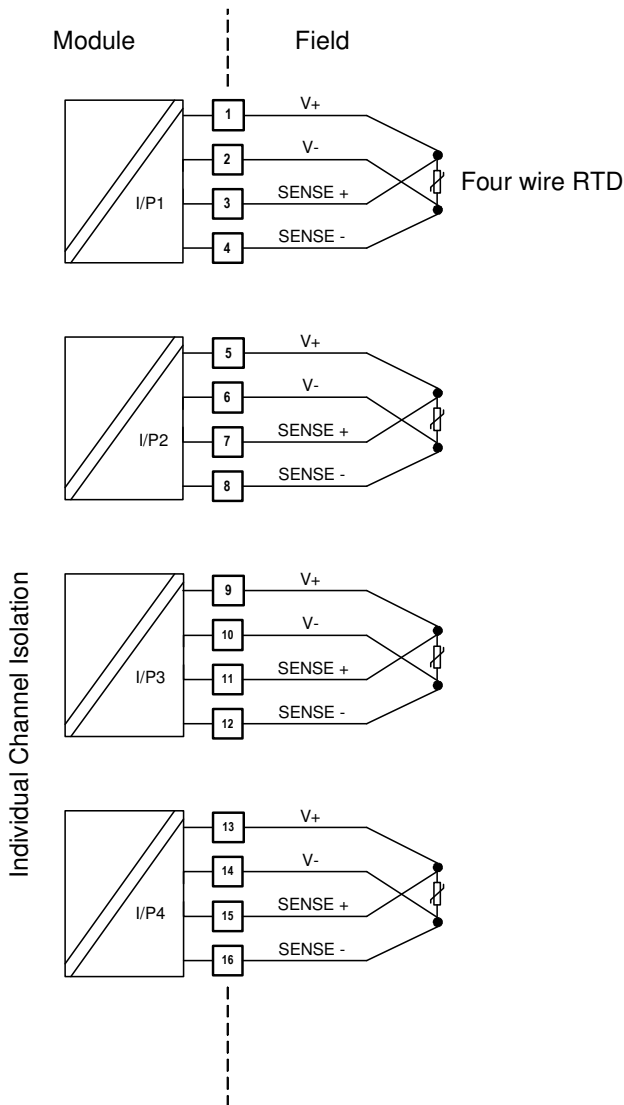 Module
Field
1
V+
2
V-
I/P1
3
SENSE +
4
SENSE -
Four wire RTD
5
V+
6
V-
I/P2
7
SENSE +
8
SENSE -
Individual Channel Isolation
9
V+
10
V-
I/P3
11
SENSE +
12
SENSE -
13
V+
14
V-
I/P4
15
SENSE +
16
SENSE -